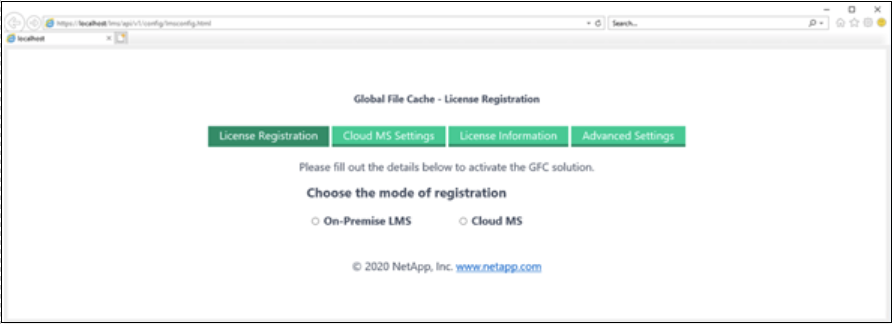 https://localhost/lms/api/v1/config/lmsconfig.html
Search...
localhost
Global File Cache - License Registration
License Registration
Cloud MS Settings
License Information
Advanced Settings
Please fill out the details below to activate the GFC solution.
Choose the mode of registration
On-Premise LMS
Cloud MS
© 2020 NetApp, Inc. www.netapp.com